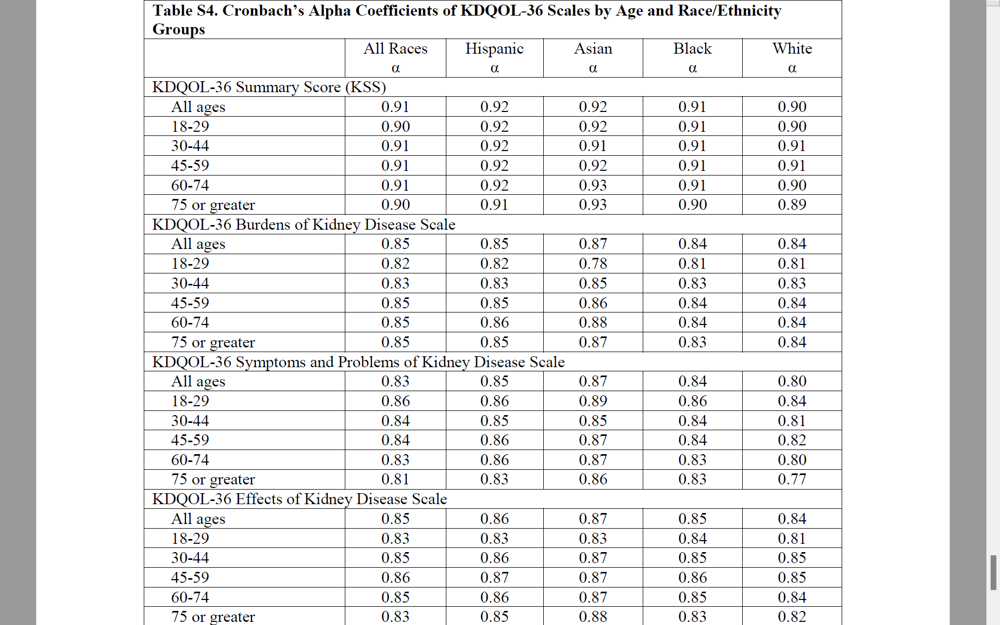 Table S4. Cronbach’s Alpha Coefficients of KDQOL-36 Scales by Age and Race/Ethnicity
Groups
All Races Hispanic Asian Black White
α α α α α
KDQOL-36 Summary Score (KSS)
All ages 0.91 0.92 0.92 0.91 0.90
18-29 0.90 0.92 0.92 0.91 0.90
30-44 0.91 0.92 0.91 0.91 0.91
45-59 0.91 0.92 0.92 0.91 0.91
60-74 0.91 0.92 0.93 0.91 0.90
75 or greater 0.90 0.91 0.93 0.90 0.89
KDQOL-36 Burdens of Kidney Disease Scale
All ages 0.85 0.85 0.87 0.84 0.84
18-29 0.82 0.82 0.78 0.81 0.81
30-44 0.83 0.83 0.85 0.83 0.83
45-59 0.85 0.85 0.86 0.84 0.84
60-74 0.85 0.86 0.88 0.84 0.84
75 or greater 0.85 0.85 0.87 0.83 0.84
KDQOL-36 Symptoms and Problems of Kidney Disease Scale
All ages 0.83 0.85 0.87 0.84 0.80
18-29 0.86 0.86 0.89 0.86 0.84
30-44 0.84 0.85 0.85 0.84 0.81
45-59 0.84 0.86 0.87 0.84 0.82
60-74 0.83 0.86 0.87 0.83 0.80
75 or greater 0.81 0.83 0.86 0.83 0.77
KDQOL-36 Effects of Kidney Disease Scale
All ages 0.85 0.86 0.87 0.85 0.84
18-29 0.83 0.83 0.83 0.84 0.81
30-44 0.85 0.86 0.87 0.85 0.85
45-59 0.86 0.87 0.87 0.86 0.85
60-74 0.85 0.86 0.87 0.85 0.84
75 or greater 0.83 0.85 0.88 0.83 0.82